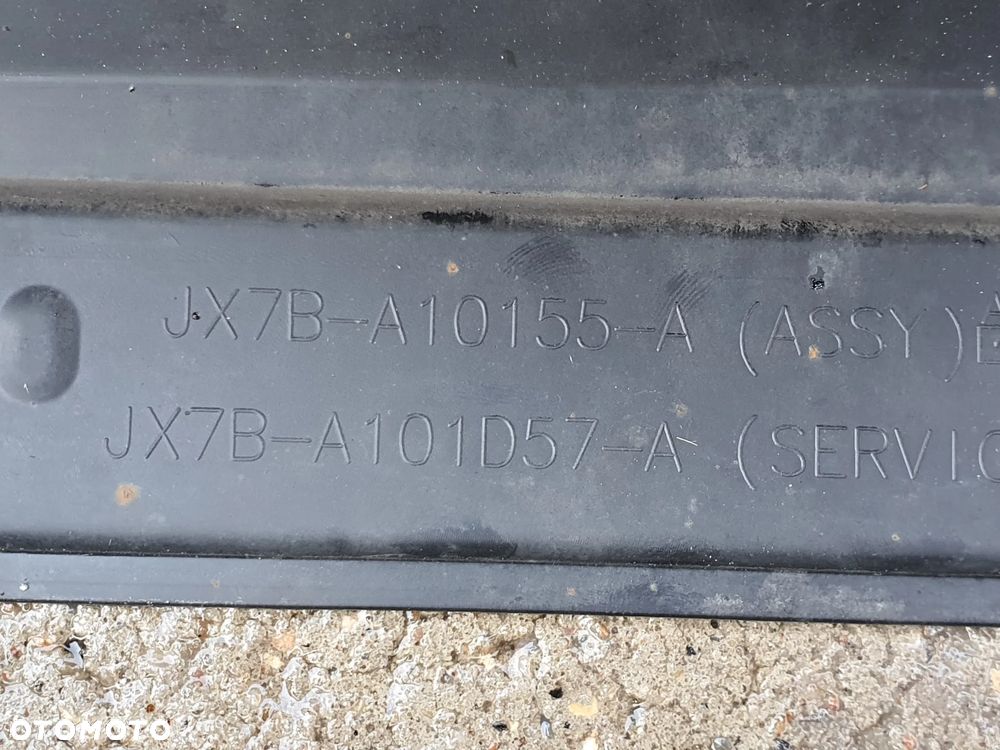 JX7B-A10155-A (ASSY)
JX7B-A101D57-A (SERVIC
OTOMOTO